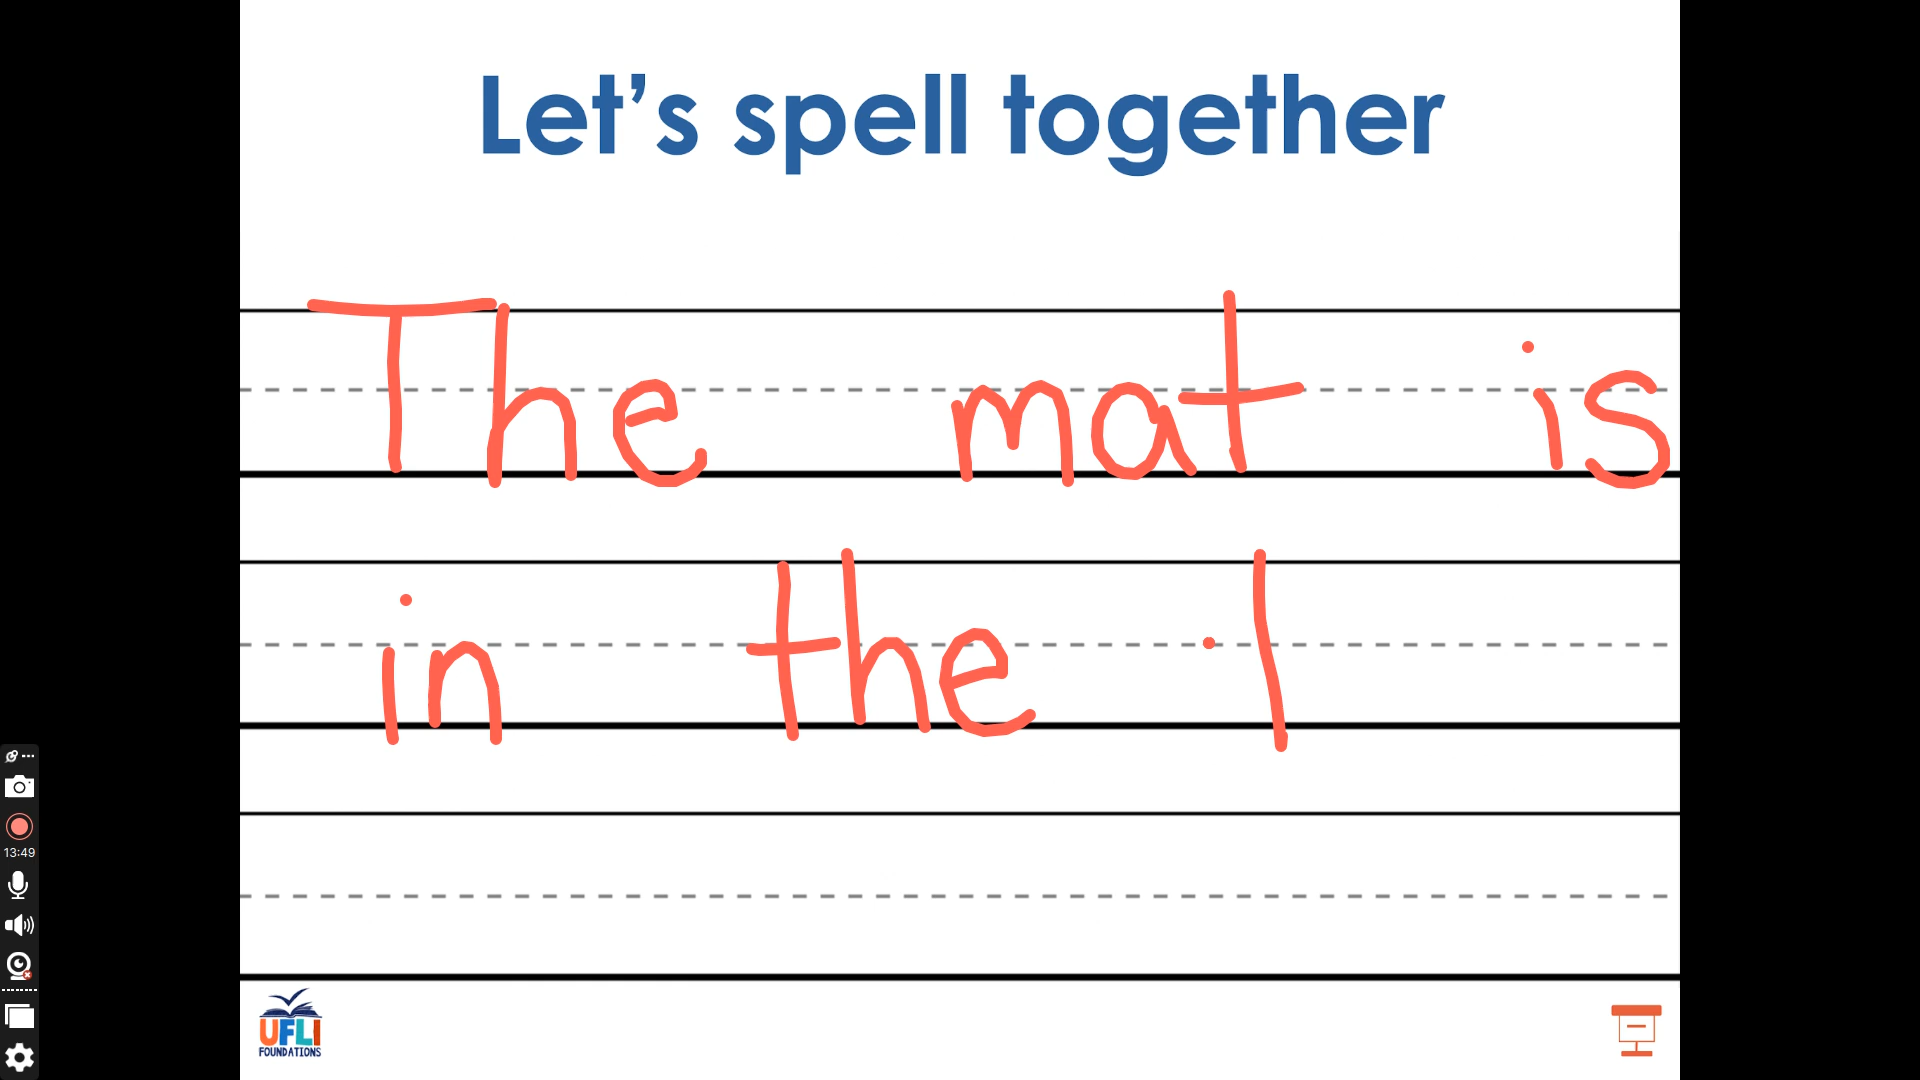 Let's spell together
The mat is
in the l
13:49
UFLI
FOUNDATIONS